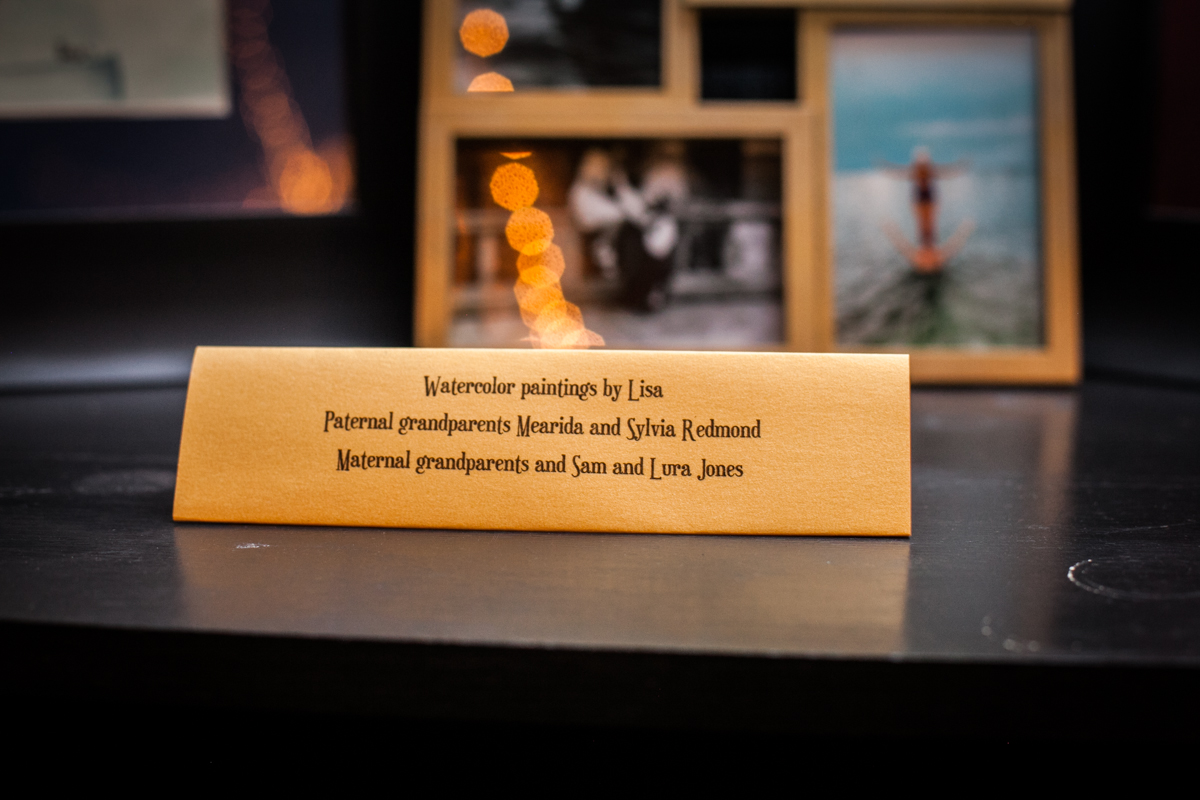 Watercolor paintings by Lisa
Paternal grandparents Mearida and Sylvia Redmond
Maternal grandparents and Sam and Lura Jones